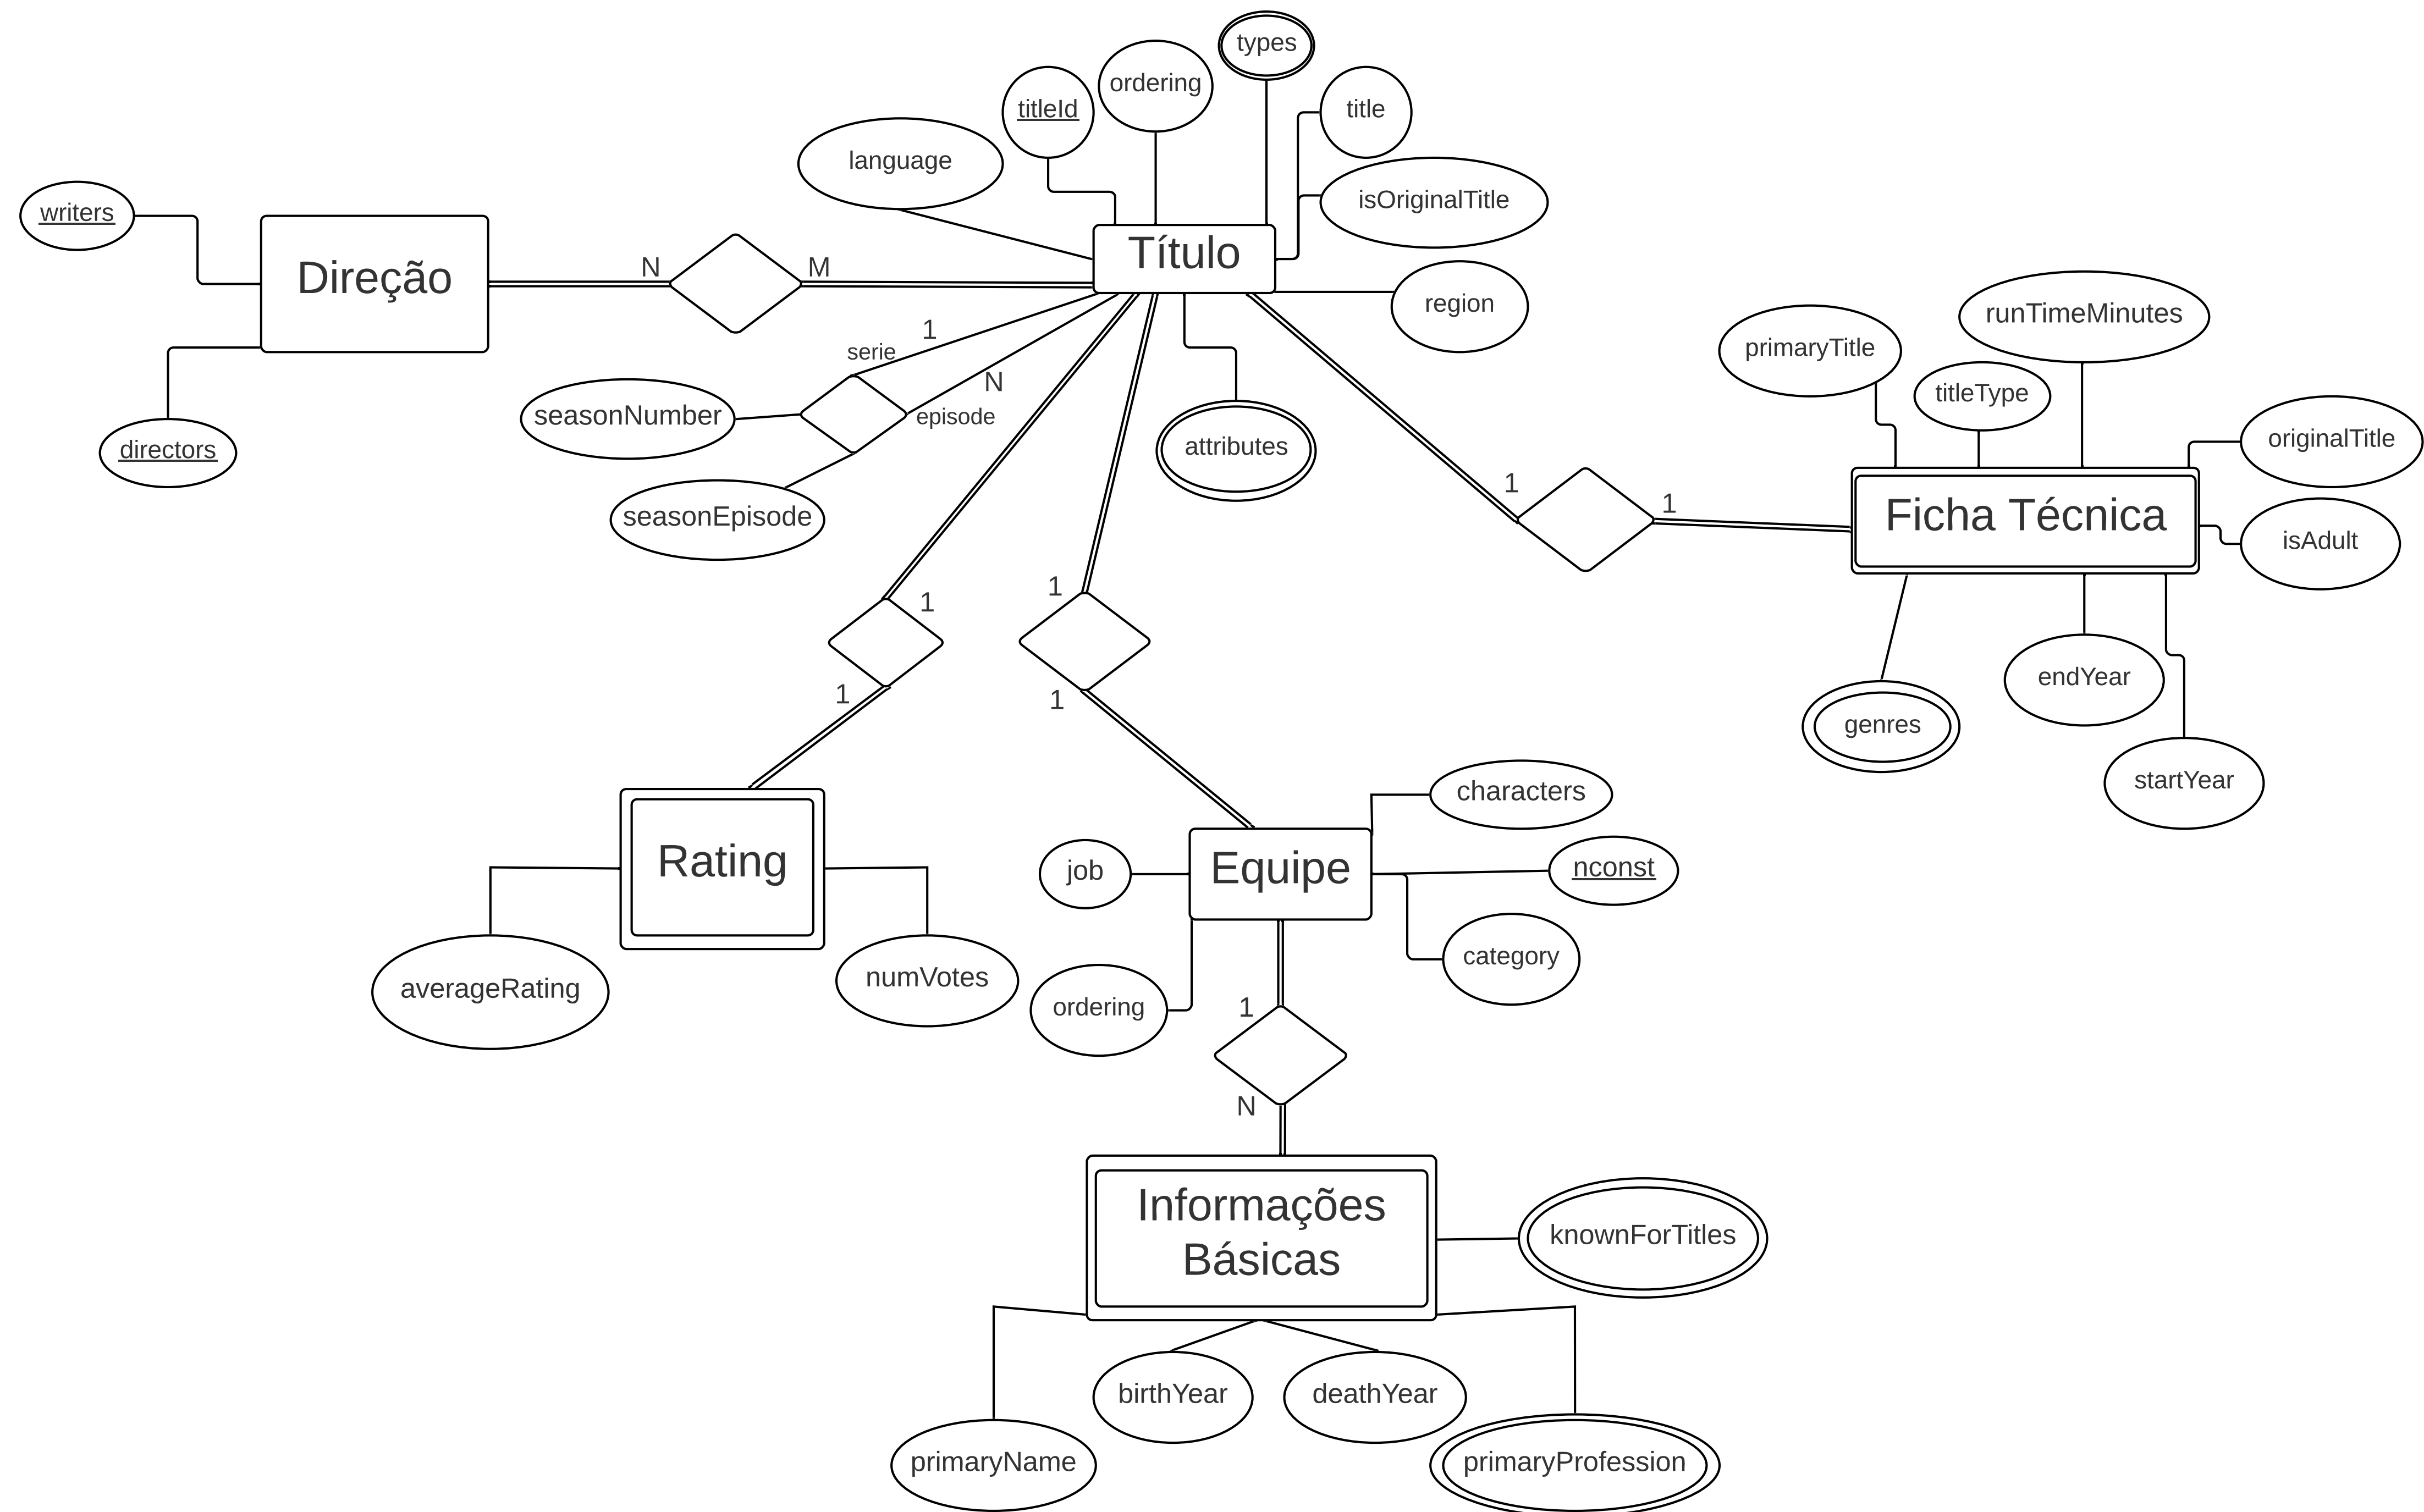 types
ordering
titleId
title
language
isOriginalTitle
writers
Título
Direção
N
M
region
runTimeMinutes
1
serie
primaryTitle
N
titleType
seasonNumber
episode
originalTitle
directors
attributes
1
1
seasonEpisode
Ficha Técnica
isAdult
1
1
endYear
1
1
genres
startYear
characters
Rating
job
Equipe
nconst
category
averageRating
numVotes
ordering
1
N
Informações
Básicas
knownForTitles
birthYear
deathYear
primaryName
primaryProfession